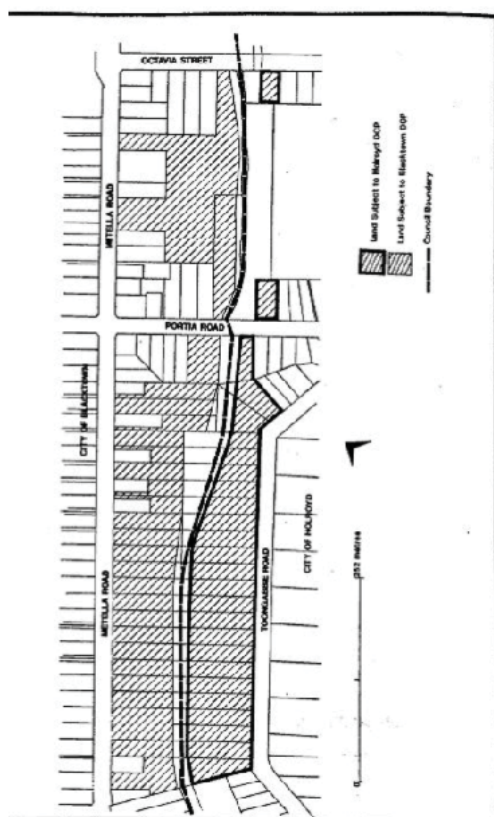 OCTAVIA STREET
METELLA ROAD
PORTIA ROAD
CITY OF BLACKTOWN
METELLA ROAD
TOONGABBIE ROAD
CITY OF HOLROYD
Land Subject to Holroyd DCP
Land Subject to Blacktown DCP
Council Boundary
0
252 metres